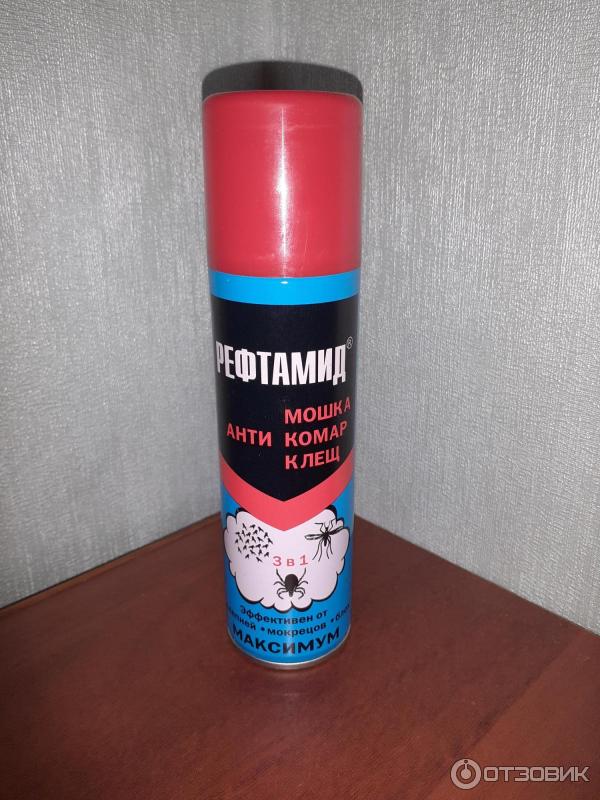 РЕФТАМИД®
МОШКА
АНТИ КОМАР
КЛЕЩ
3 в 1
Эффективен от
• мокрецов •
МАКСИМУМ
ОТЗОВИК